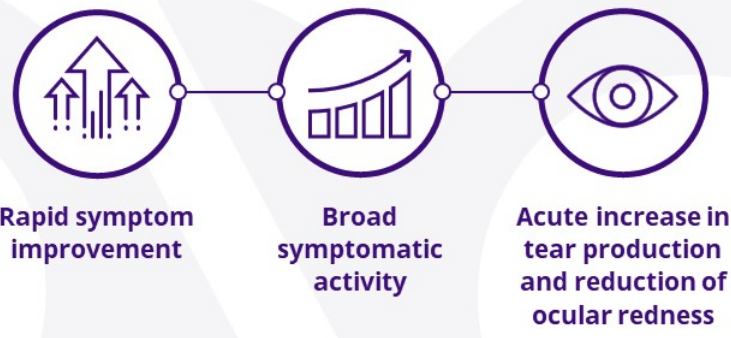 Rapid symptom
improvement
Broad
symptomatic
activity
Acute increase in
tear production
and reduction of
ocular redness